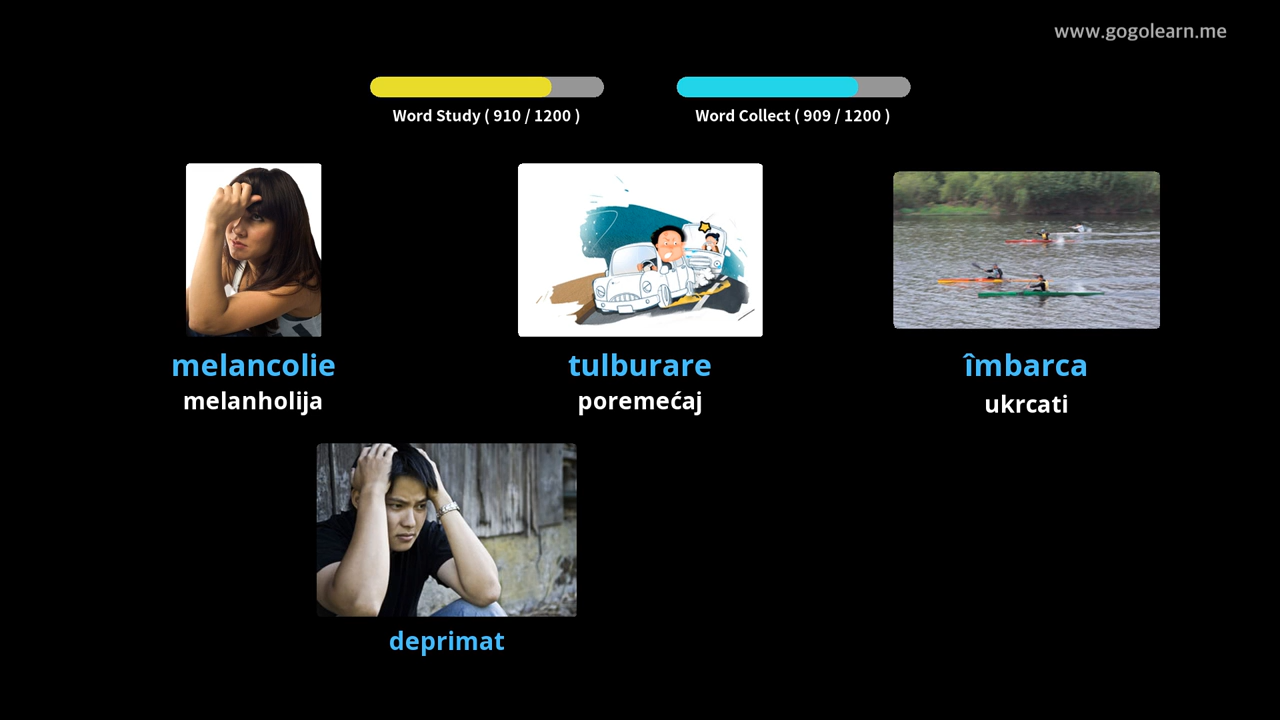 www.gogolearn.me
Word Study ( 910 / 1200 )
Word Collect ( 909 / 1200 )
melancolie
melanholija
tulburare
poremećaj
îmbarca
ukrcati
deprimat